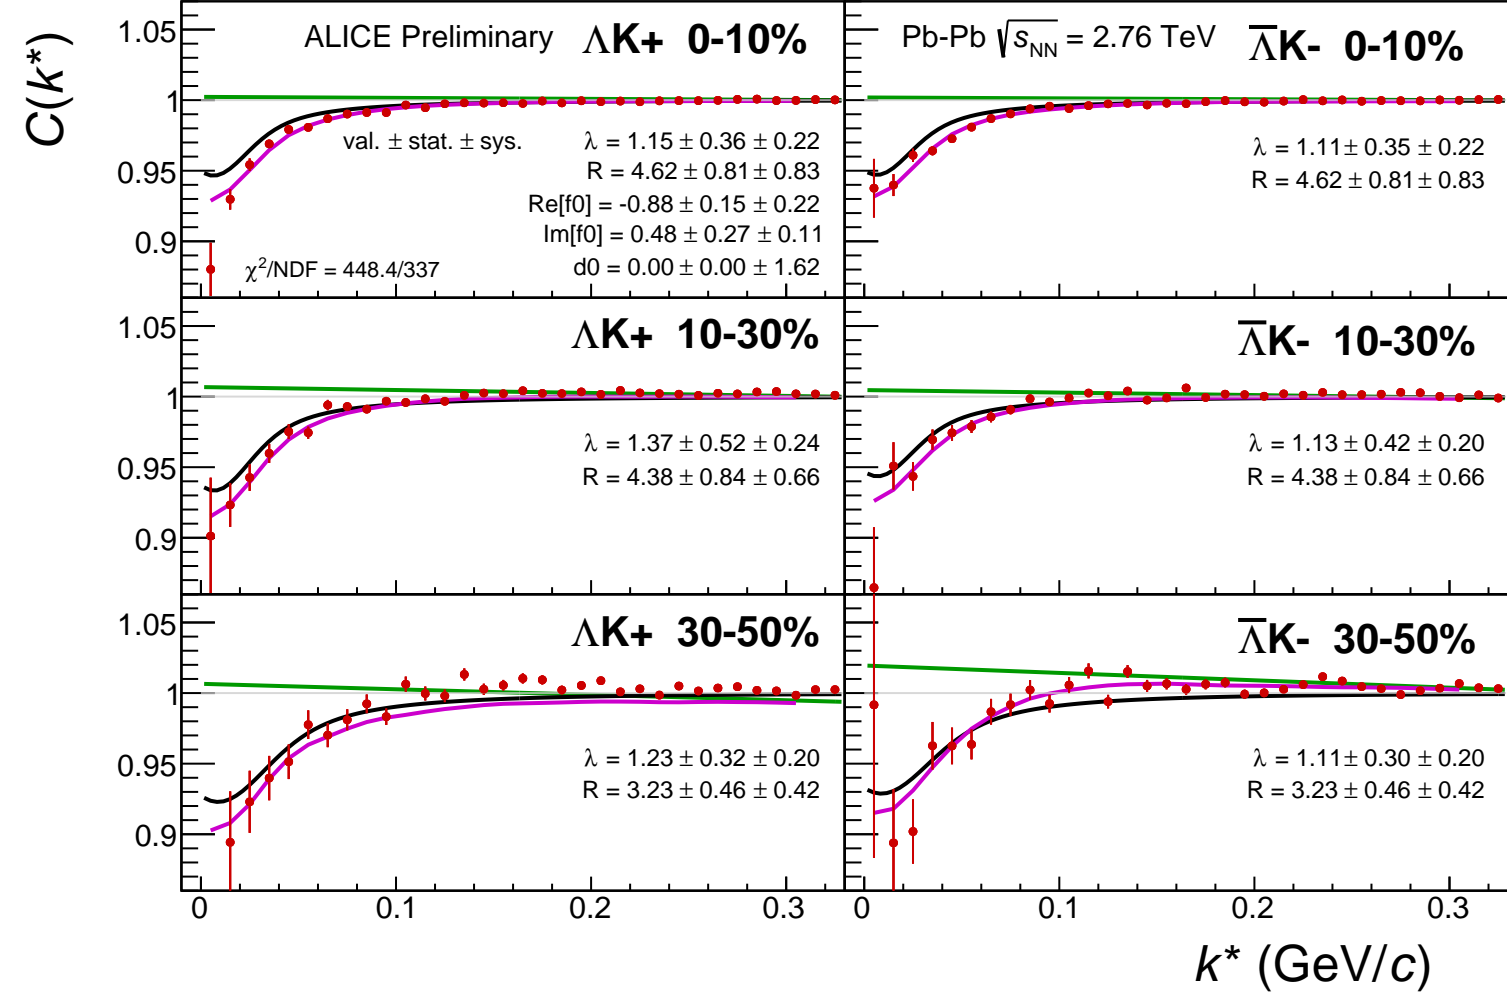 C(k*)
1.05
1
0.95
0.9
ALICE Preliminary ΛK+ 0-10%
val. ± stat. ± sys.
λ = 1.15 ± 0.36 ± 0.22
R = 4.62 ± 0.81 ± 0.83
Re[f0] = -0.88 ± 0.15 ± 0.22
Im[f0] = 0.48 ± 0.27 ± 0.11
d0 = 0.00 ± 0.00 ± 1.62
χ²/NDF = 448.4/337
Pb-Pb √sNN = 2.76 TeV Λ̅K- 0-10%
λ = 1.11 ± 0.35 ± 0.22
R = 4.62 ± 0.81 ± 0.83
1.05
1
0.95
0.9
ΛK+ 10-30%
λ = 1.37 ± 0.52 ± 0.24
R = 4.38 ± 0.84 ± 0.66
Λ̅K- 10-30%
λ = 1.13 ± 0.42 ± 0.20
R = 4.38 ± 0.84 ± 0.66
1.05
1
0.95
0.9
ΛK+ 30-50%
λ = 1.23 ± 0.32 ± 0.20
R = 3.23 ± 0.46 ± 0.42
Λ̅K- 30-50%
λ = 1.11 ± 0.30 ± 0.20
R = 3.23 ± 0.46 ± 0.42
0 0.1 0.2 0.3 0 0.1 0.2 0.3
k* (GeV/c)